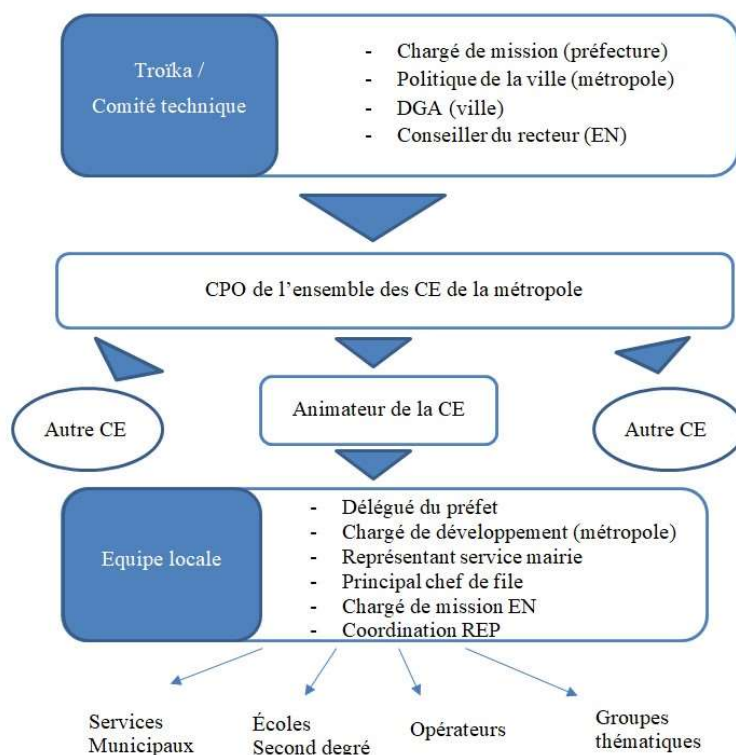 Troïka /
Comité technique
- Chargé de mission (préfecture)
- Politique de la ville (métropole)
- DGA (ville)
- Conseiller du recteur (EN)
CPO de l’ensemble des CE de la métropole
Autre CE
Animateur de la CE
Autre CE
Equipe locale
- Délégué du préfet
- Chargé de développement (métropole)
- Représentant service mairie
- Principal chef de file
- Chargé de mission EN
- Coordination REP
Services
Municipaux
Écoles
Second degré
Opérateurs
Groupes
thématiques